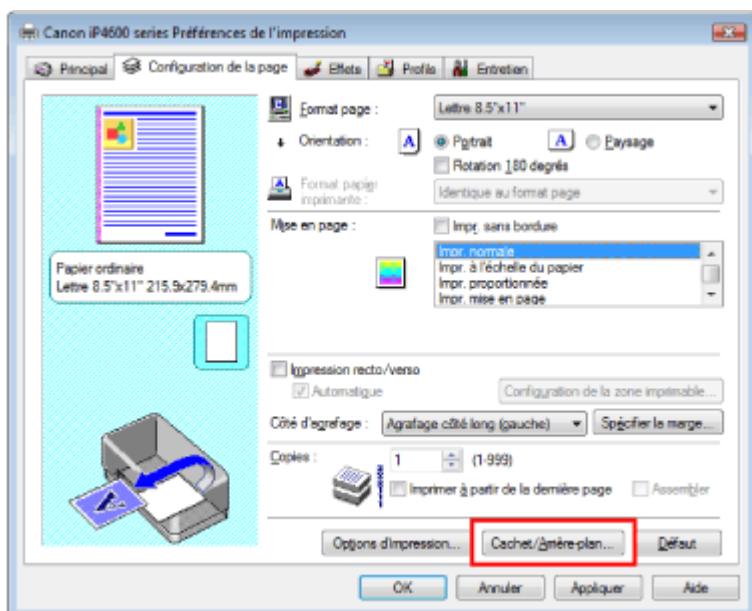 Canon iP4600 series Préférences de l'impression
Principal Configuration de la page Effets Profils Entretien
Format page : Lettre 8.5"x11"
Orientation : A Portrait A Paysage
Rotation 180 degrés
Format papier imprimante : Identique au format page
Mise en page : Impr. sans bordure
Impr. normale
Impr. à l'échelle du papier
Impr. proportionnée
Impr. mise en page
Papier ordinaire
Lettre 8.5"x11" 215.9x279.4mm
Impression recto/verso
Automatique Configuration de la zone imprimable...
Côté d'agrafage : Agrafage côté long (gauche) Spécifier la marge...
Copies : 1 (1-999)
Imprimer à partir de la dernière page Assembler
Options d'impression... Cachet/Arrière-plan... Défaut
OK Annuler Appliquer Aide